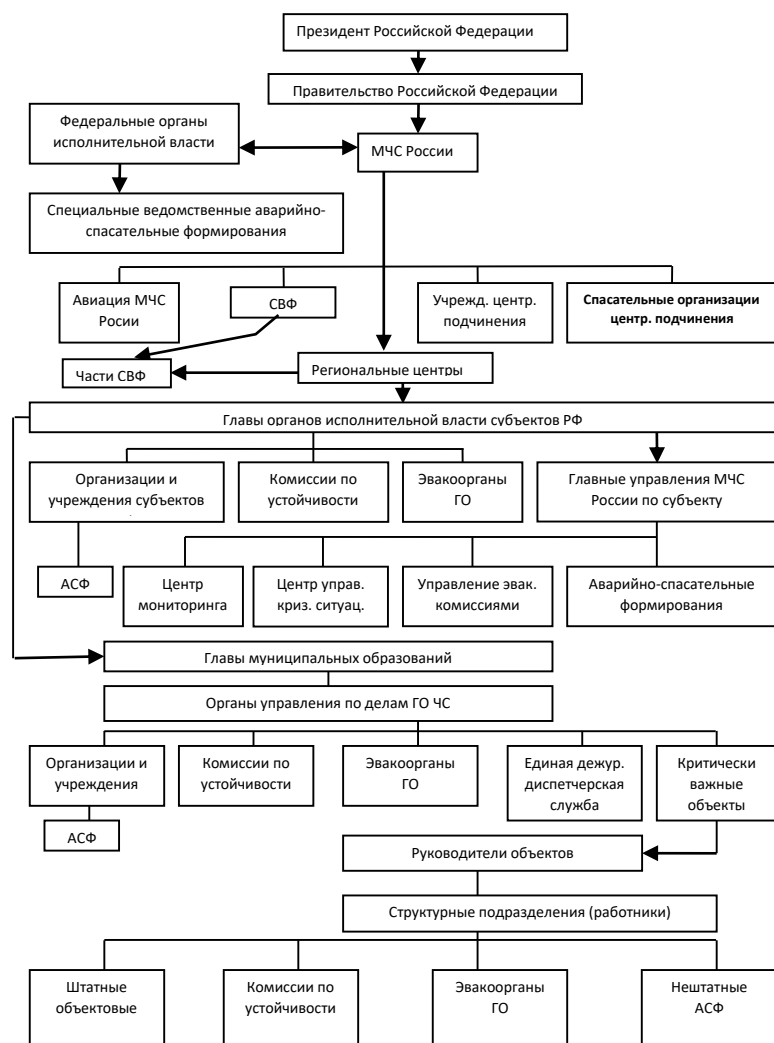 Президент Российской Федерации
Правительство Российской Федерации
Федеральные органы
исполнительной власти
МЧС России
Специальные ведомственные аварийно-
спасательные формирования
Авиация МЧС
Росии
СВФ
Учрежд. центр.
подчинения
Спасательные организации
центр. подчинения
Части СВФ
Региональные центры
Главы органов исполнительной власти субъектов РФ
Организации и
учреждения субъектов
Комиссии по
устойчивости
Эвакоорганы
ГО
Главные управления МЧС
России по субъекту
АСФ
Центр
мониторинга
Центр управ.
криз. ситуац.
Управление эвак.
комиссиями
Аварийно-спасательные
формирования
Главы муниципальных образований
Органы управления по делам ГО ЧС
Организации и
учреждения
Комиссии по
устойчивости
Эвакоорганы
ГО
Единая дежур.
диспетчерская
служба
Критически
важные
объекты
АСФ
Руководители объектов
Структурные подразделения (работники)
Штатные
объектовые
Комиссии по
устойчивости
Эвакоорганы
ГО
Нештатные
АСФ